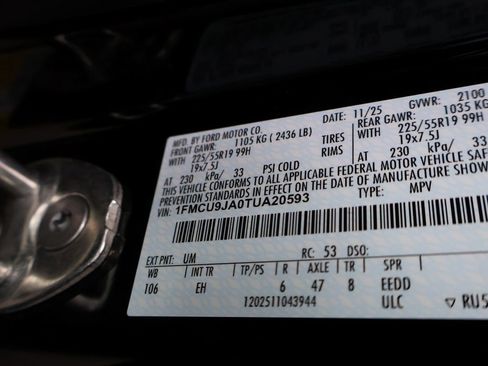 MFD. BY FORD MOTOR CO. DATE: 11/25 GVWR: 2100
FRONT GAWR: 1105 KG ( 2436 LB) REAR GAWR: 1035 KG
WITH 225/55R19 99H TIRES WITH 225/55R19 99H
19x7.5J RIMS 19x7.5J
AT 230 kPa/ 33 PSI COLD AT 230 kPa/ 33
THIS VEHICLE CONFORMS TO ALL APPLICABLE FEDERAL MOTOR VEHICLE SAFE
PREVENTION STANDARDS IN EFFECT ON THE DATE OF MANUFACTURE SHOW
VIN: 1FMCU9JA0TUA20593 TYPE: MPV
EXT PNT: UM RC: 53 DSO:
WB INT TR TP/PS R AXLE TR SPR
106 EH 6 47 8 EEDD
1202511043944 ULC ▽ RU5